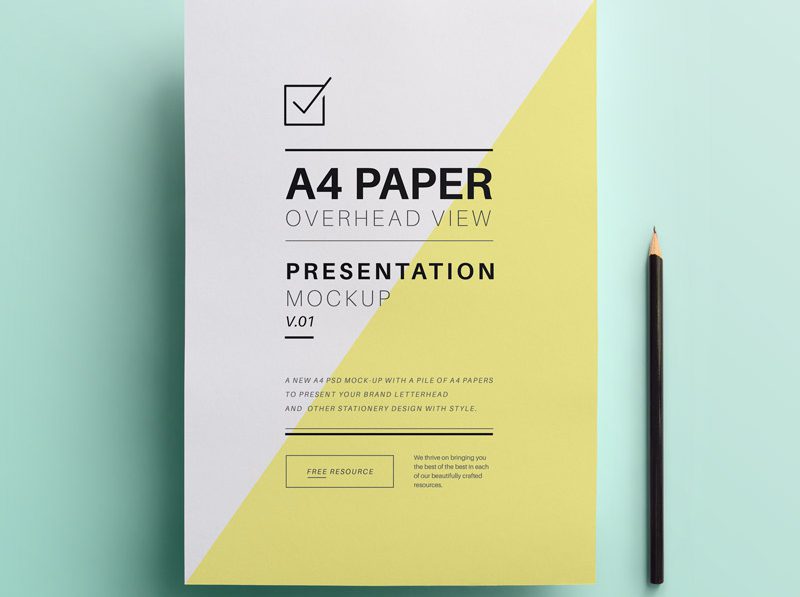 A4 PAPER
OVERHEAD VIEW
PRESENTATION
MOCKUP
V.01
A NEW A4 PSD MOCK-UP WITH A PILE OF A4 PAPERS
TO PRESENT YOUR BRAND LETTERHEAD
AND OTHER STATIONERY DESIGN WITH STYLE.
FREE RESOURCE
We thrive on bringing you
the best of the best in each
of our beautifully crafted
resources.